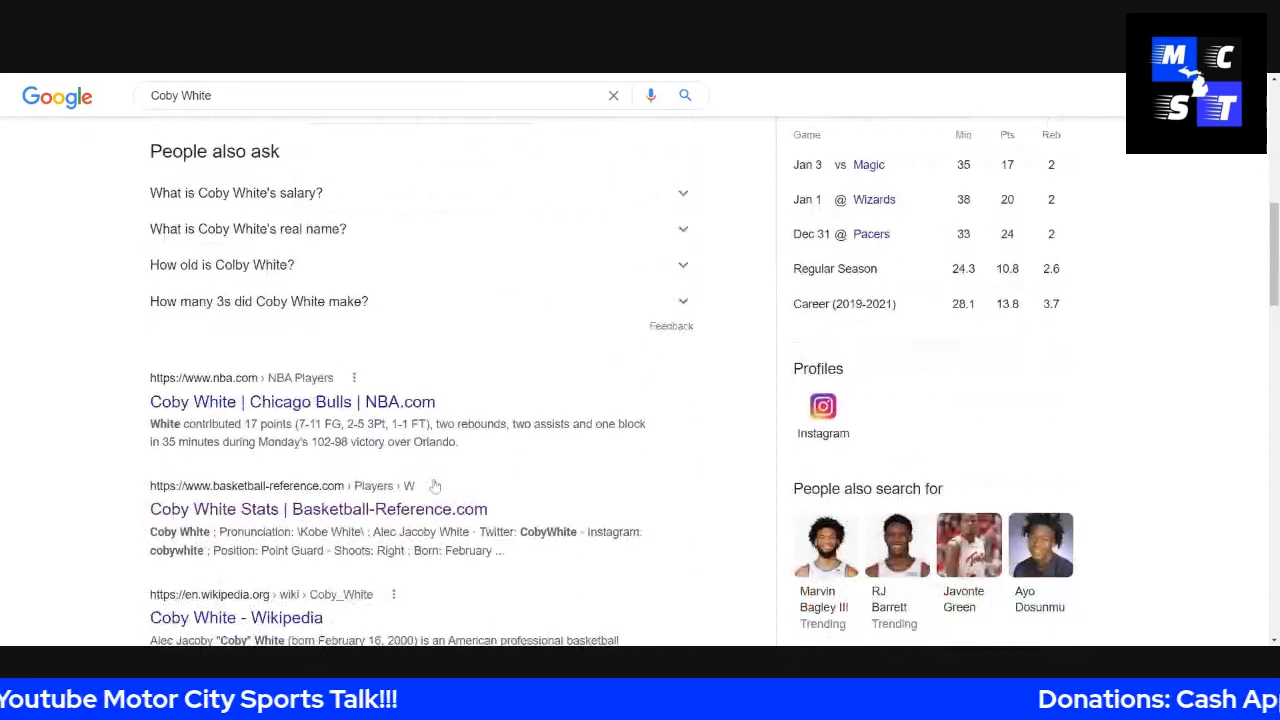 M C
S T
Google
Coby White
People also ask
What is Coby White's salary?
What is Coby White's real name?
How old is Colby White?
How many 3s did Coby White make?
Feedback
https://www.nba.com › NBA Players
Coby White | Chicago Bulls | NBA.com
White contributed 17 points (7-11 FG, 2-5 3Pt, 1-1 FT), two rebounds, two assists and one block
in 35 minutes during Monday's 102-98 victory over Orlando.
https://www.basketball-reference.com › Players › W
Coby White Stats | Basketball-Reference.com
Coby White ; Pronunciation: \Kobe White\ ; Alec Jacoby White · Twitter: CobyWhite · instagram:
cobywhite ; Position: Point Guard · Shoots: Right ; Born: February ...
https://en.wikipedia.org › wiki › Coby_White
Coby White - Wikipedia
Alec Jacoby "Coby" White (born February 16, 2000) is an American professional basketball
Game Min Pts Reb
Jan 3 vs Magic 35 17 2
Jan 1 @ Wizards 38 20 2
Dec 31 @ Pacers 33 24 2
Regular Season 24.3 10.8 2.6
Career (2019-2021) 28.1 13.8 3.7
Profiles
Instagram
People also search for
Marvin Bagley III Trending
RJ Barrett Trending
Javonte Green
Ayo Dosunmu
Youtube Motor City Sports Talk!!!
Donations: Cash App